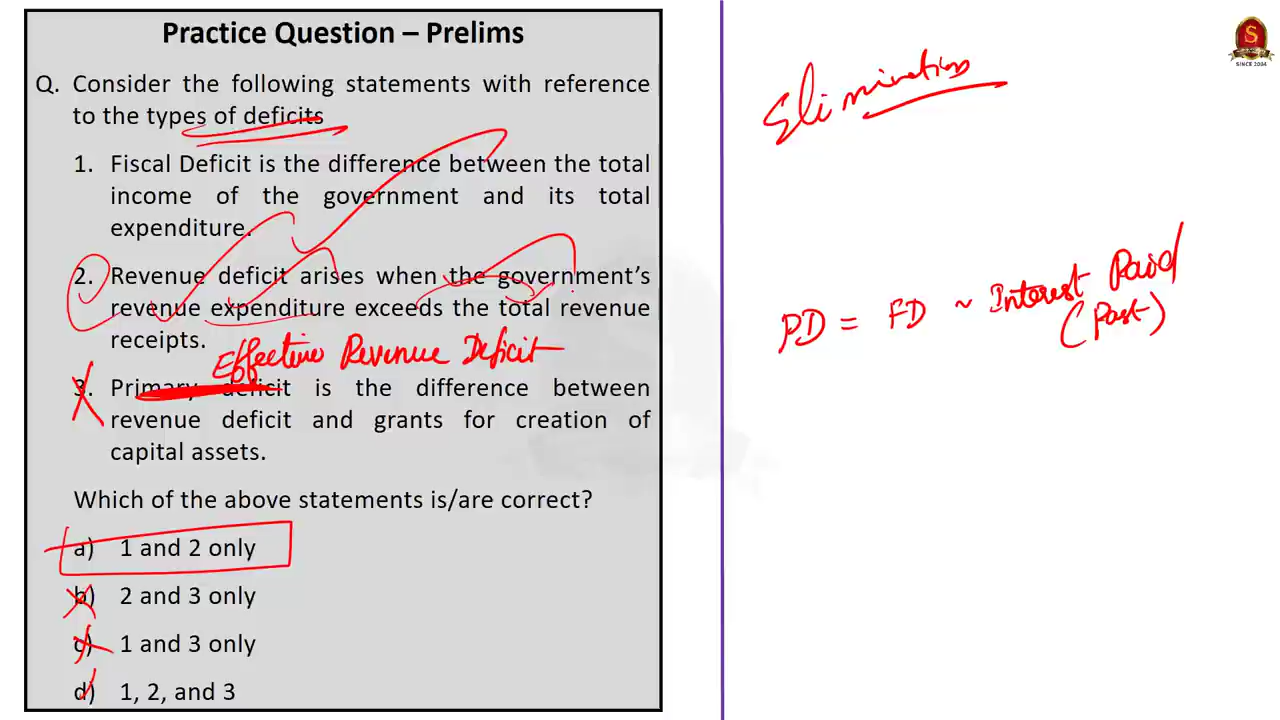 Practice Question – Prelims
Q. Consider the following statements with reference
to the types of deficits
1. Fiscal Deficit is the difference between the total
income of the government and its total
expenditure.
2. Revenue deficit arises when the government's
revenue expenditure exceeds the total revenue
receipts.
Effective Revenue Deficit
3. Primary deficit is the difference between
revenue deficit and grants for creation of
capital assets.
Which of the above statements is/are correct?
a) 1 and 2 only
b) 2 and 3 only
c) 1 and 3 only
d) 1, 2, and 3
Elimination
PD = FD ~ Interest Paid
(Past)
S
SINCE 2004